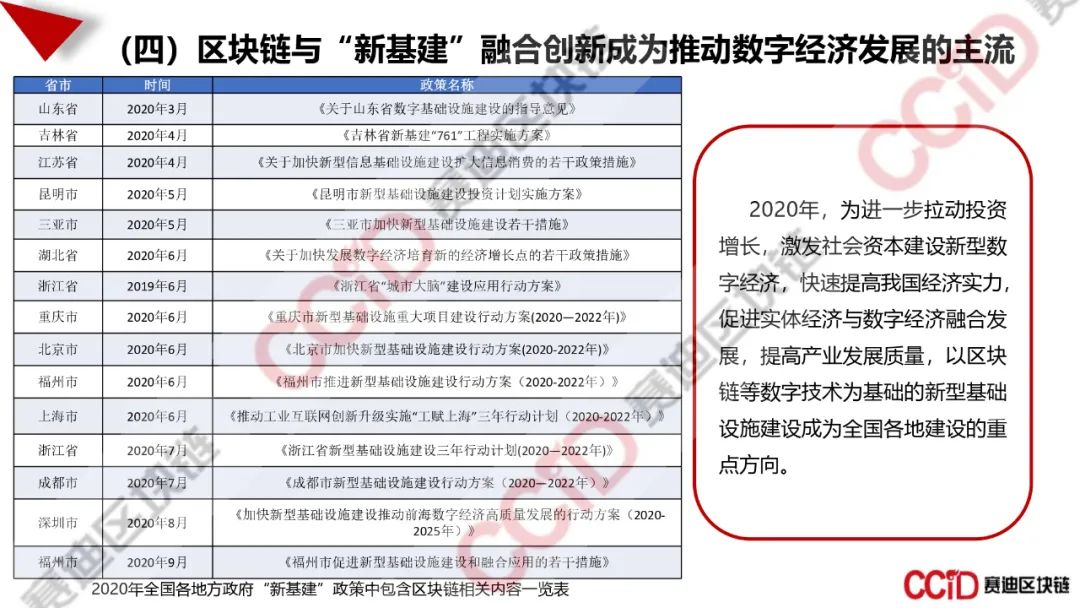 （四）区块链与“新基建”融合创新成为推动数字经济发展的主流
省市 时间 政策名称
山东省 2020年3月 《关于山东省数字基础设施建设的指导意见》
吉林省 2020年4月 《吉林省新基建“761”工程实施方案》
江苏省 2020年4月 《关于加快新型信息基础设施建设扩大信息消费的若干政策措施》
昆明市 2020年5月 《昆明市新型基础设施建设投资计划实施方案》
三亚市 2020年5月 《三亚市加快新型基础设施建设若干措施》
湖北省 2020年6月 《关于加快发展数字经济培育新的经济增长点的若干政策措施》
浙江省 2019年6月 《浙江省“城市大脑”建设应用行动方案》
重庆市 2020年6月 《重庆市新型基础设施重大项目建设行动方案(2020—2022年)》
北京市 2020年6月 《北京市加快新型基础设施建设行动方案(2020-2022年)》
福州市 2020年6月 《福州市推进新型基础设施建设行动方案（2020-2022年）》
上海市 2020年6月 《推动工业互联网创新升级实施“工赋上海”三年行动计划（2020-2022年）》
浙江省 2020年7月 《浙江省新型基础设施建设三年行动计划(2020—2022年)》
成都市 2020年7月 《成都市新型基础设施建设行动方案（2020—2022年）》
深圳市 2020年8月 《加快新型基础设施建设推动前海数字经济高质量发展的行动方案（2020-
2025年）》
福州市 2020年9月 《福州市促进新型基础设施建设和融合应用的若干措施》
2020年全国各地方政府“新基建”政策中包含区块链相关内容一览表
2020年，为进一步拉动投资
增长，激发社会资本建设新型数
字经济，快速提高我国经济实力，
促进实体经济与数字经济融合发
展，提高产业发展质量，以区块
链等数字技术为基础的新型基础
设施建设成为全国各地建设的重
点方向。
CCiD 赛迪区块链
CCiD 赛迪区块链
CCiD 赛迪区块链
CCiD 赛迪区块链